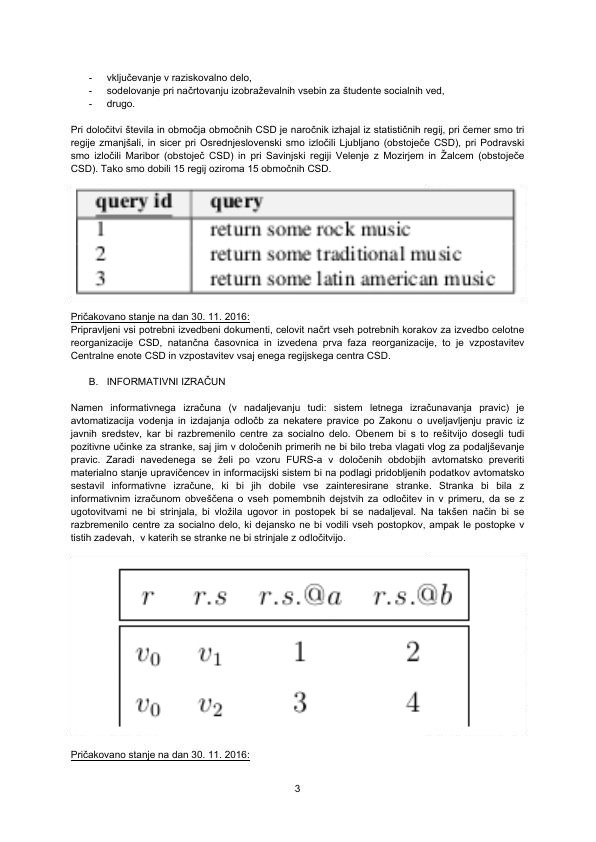 - vključevanje v raziskovalno delo,
- sodelovanje pri načrtovanju izobraževalnih vsebin za študente socialnih ved,
- drugo.
Pri določitvi števila in območja območnih CSD je naročnik izhajal iz statističnih regij, pri čemer smo tri
regije zmanjšali, in sicer pri Osrednjeslovenski smo izločili Ljubljano (obstoječe CSD), pri Podravski
smo izločili Maribor (obstoječ CSD) in pri Savinjski regiji Velenje z Mozirjem in Žalcem (obstoječe
CSD). Tako smo dobili 15 regij oziroma 15 območnih CSD.
query id query
1 return some rock music
2 return some traditional music
3 return some latin american music
Pričakovano stanje na dan 30. 11. 2016:
Pripravljeni vsi potrebni izvedbeni dokumenti, celovit načrt vseh potrebnih korakov za izvedbo celotne
reorganizacije CSD, natančna časovnica in izvedena prva faza reorganizacije, to je vzpostavitev
Centralne enote CSD in vzpostavitev vsaj enega regijskega centra CSD.
B. INFORMATIVNI IZRAČUN
Namen informativnega izračuna (v nadaljevanju tudi: sistem letnega izračunavanja pravic) je
avtomatizacija vodenja in izdajanja odločb za nekatere pravice po Zakonu o uveljavljenju pravic iz
javnih sredstev, kar bi razbremenilo centre za socialno delo. Obenem bi s to rešitvijo dosegli tudi
pozitivne učinke za stranke, saj jim v določenih primerih ne bi bilo treba vlagati vlog za podaljševanje
pravic. Zaradi navedenega se želi po vzoru FURS-a v določenih obdobjih avtomatsko preveriti
materialno stanje upravičencev in informacijski sistem bi na podlagi pridobljenih podatkov avtomatsko
sestavil informativne izračune, ki bi jih dobile vse zainteresirane stranke. Stranka bi bila z
informativnim izračunom obveščena o vseh pomembnih dejstvih za odločitev in v primeru, da se z
ugotovitvami ne bi strinjala, bi vložila ugovor in postopek bi se nadaljeval. Na takšen način bi se
razbremenilo centre za socialno delo, ki dejansko ne bi vodili vseh postopkov, ampak le postopke v
tistih zadevah, v katerih se stranke ne bi strinjale z odločitvijo.
r r.s r.s.@a r.s.@b
v0 v1 1 2
v0 v2 3 4
Pričakovano stanje na dan 30. 11. 2016:
3